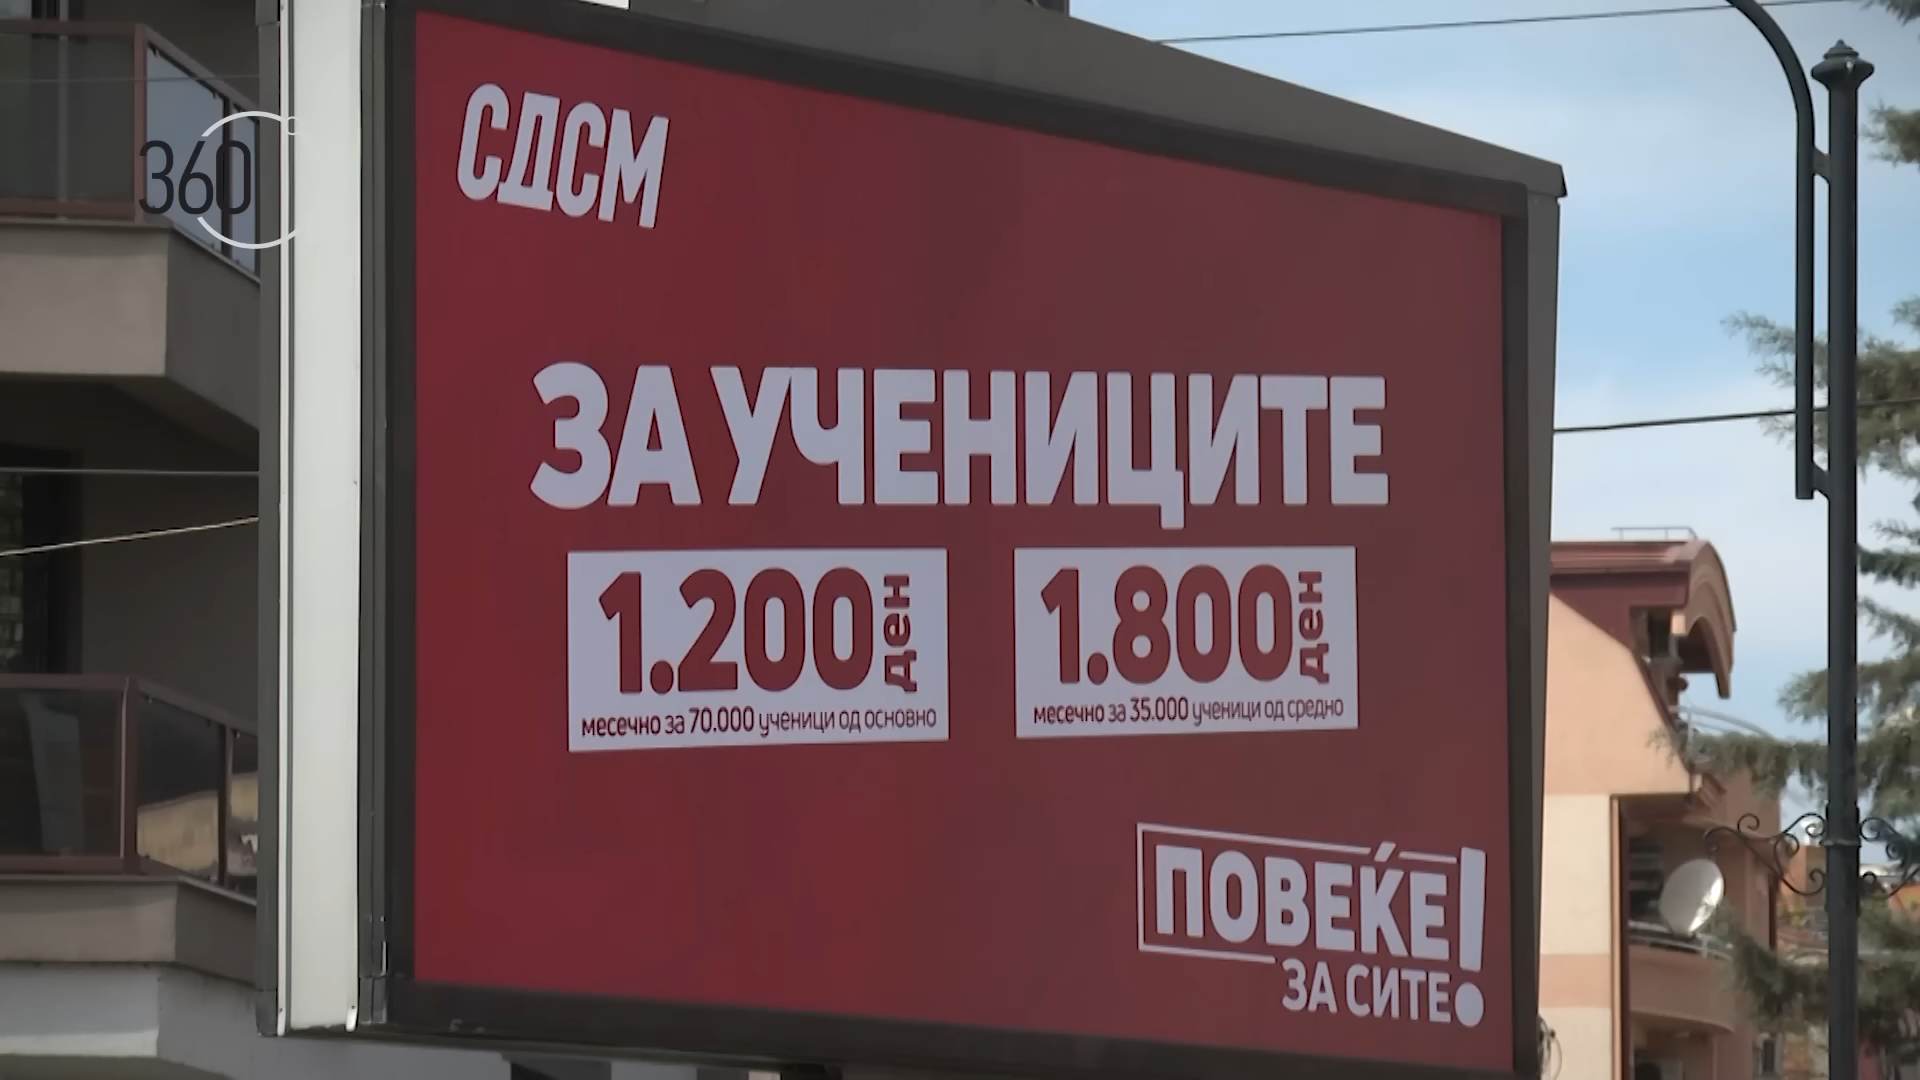 360
СДСМ
ЗА УЧЕНИЦИТЕ
1.200 ден
месечно за 70.000 ученици од основно
1.800 ден
месечно за 35.000 ученици од средно
ПОВЕЌЕ!
ЗА СИТЕ